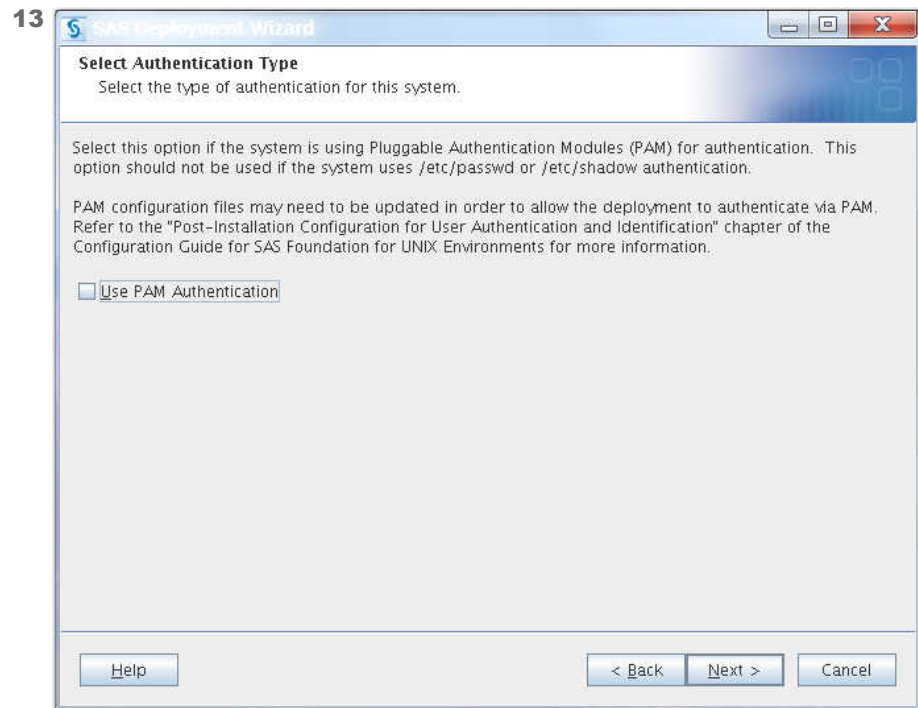 13
SAS Deployment Wizard
Select Authentication Type
Select the type of authentication for this system.
Select this option if the system is using Pluggable Authentication Modules (PAM) for authentication. This
option should not be used if the system uses /etc/passwd or /etc/shadow authentication.
PAM configuration files may need to be updated in order to allow the deployment to authenticate via PAM.
Refer to the "Post-Installation Configuration for User Authentication and Identification" chapter of the
Configuration Guide for SAS Foundation for UNIX Environments for more information.
Use PAM Authentication
Help < Back Next > Cancel